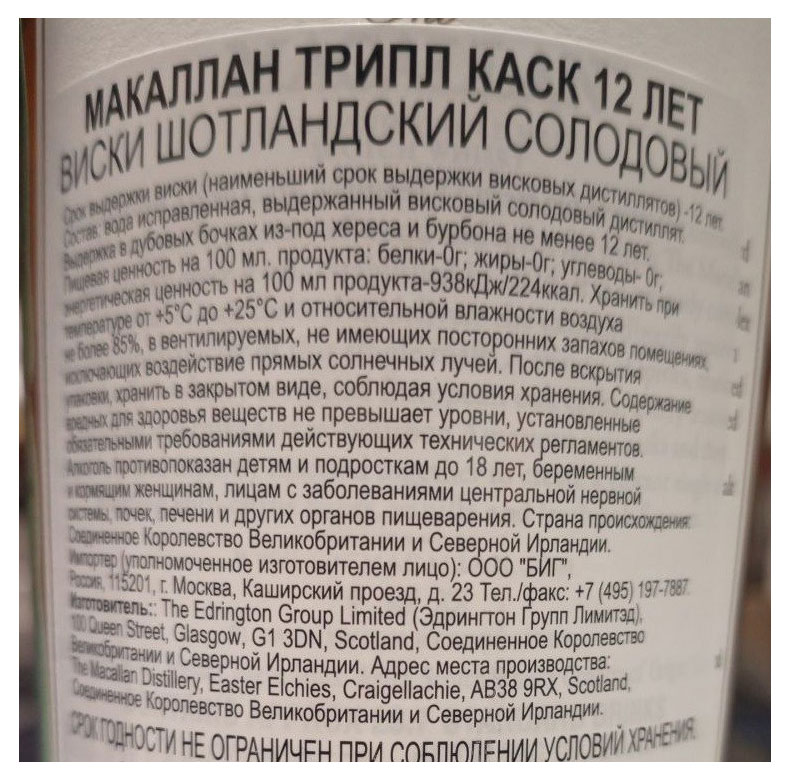 МАКАЛЛАН ТРИПЛ КАСК 12 ЛЕТ
ВИСКИ ШОТЛАНДСКИЙ СОЛОДОВЫЙ
Срок выдержки виски (наименьший срок выдержки висковых дистиллятов) -12 лет.
Состав: вода исправленная, выдержанный висковый солодовый дистиллят.
Выдержка в дубовых бочках из-под хереса и бурбона не менее 12 лет.
Пищевая ценность на 100 мл. продукта: белки-0г; жиры-0г; углеводы- 0г;
энергетическая ценность на 100 мл продукта-938кДж/224ккал. Хранить при
температуре от +5°C до +25°C и относительной влажности воздуха
не более 85%, в вентилируемых, не имеющих посторонних запахов помещениях,
исключающих воздействие прямых солнечных лучей. После вскрытия
упаковки, хранить в закрытом виде, соблюдая условия хранения. Содержание
вредных для здоровья веществ не превышает уровни, установленные
обязательными требованиями действующих технических регламентов.
Алкоголь противопоказан детям и подросткам до 18 лет, беременным
и кормящим женщинам, лицам с заболеваниями центральной нервной
системы, почек, печени и других органов пищеварения. Страна происхождения:
Соединенное Королевство Великобритании и Северной Ирландии.
Импортер (уполномоченное изготовителем лицо): ООО "БИГ",
Россия, 115201, г. Москва, Каширский проезд, д. 23 Тел./факс: +7 (495) 197-7887.
Изготовитель:: The Edrington Group Limited (Эдрингтон Групп Лимитэд),
100 Queen Street, Glasgow, G1 3DN, Scotland, Соединенное Королевство
Великобритании и Северной Ирландии. Адрес места производства:
The Macallan Distillery, Easter Elchies, Craigellachie, AB38 9RX, Scotland,
Соединенное Королевство Великобритании и Северной Ирландии.
СРОК ГОДНОСТИ НЕ ОГРАНИЧЕН ПРИ СОБЛЮДЕНИИ УСЛОВИЙ ХРАНЕНИЯ.